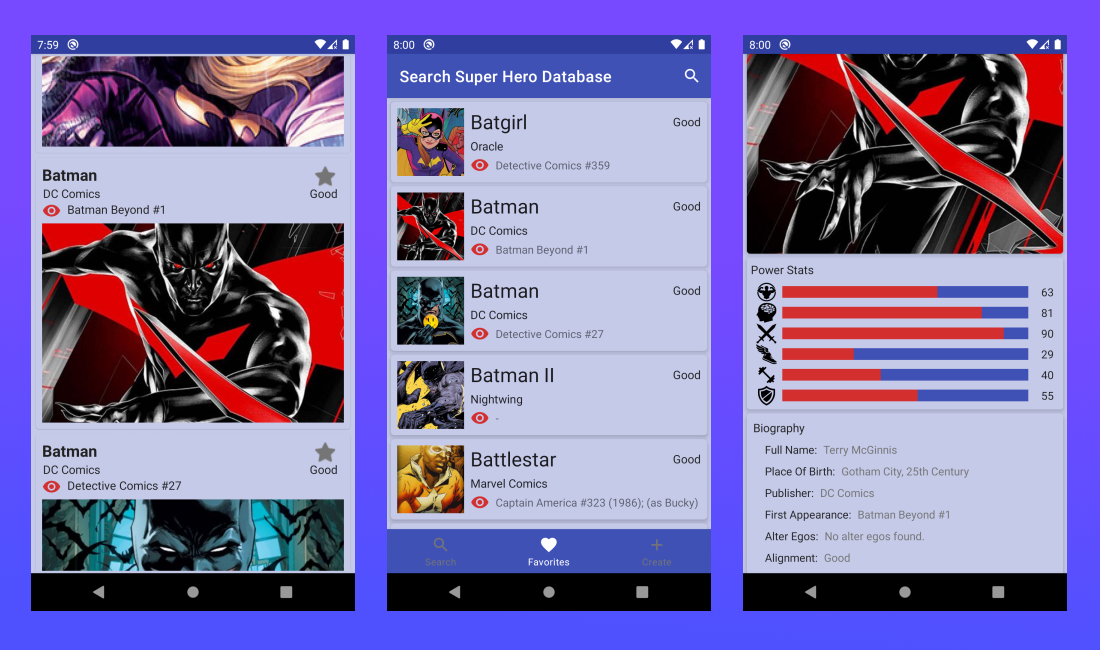 7:59
Batman
DC Comics
Good
Batman Beyond #1
Batman
DC Comics
Good
Detective Comics #27
8:00
Search Super Hero Database
Batgirl
Good
Oracle
Detective Comics #359
Batman
Good
DC Comics
Batman Beyond #1
Batman
Good
DC Comics
Detective Comics #27
Batman II
Good
Nightwing
-
Battlestar
Good
Marvel Comics
Captain America #323 (1986); (as Bucky)
Search
Favorites
Create
8:00
Power Stats
63
81
90
29
40
55
Biography
Full Name: Terry McGinnis
Place Of Birth: Gotham City, 25th Century
Publisher: DC Comics
First Appearance: Batman Beyond #1
Alter Egos: No alter egos found.
Alignment: Good